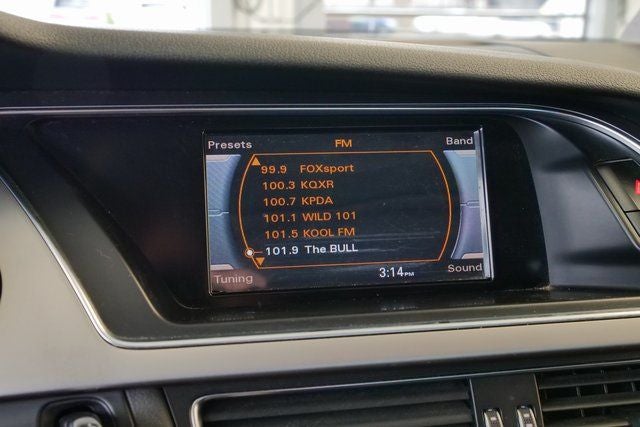 Presets FM Band
99.9 FOXsport
100.3 KQXR
100.7 KPDA
101.1 WILD 101
101.5 KOOL FM
101.9 The BULL
Tuning 3:14PM Sound